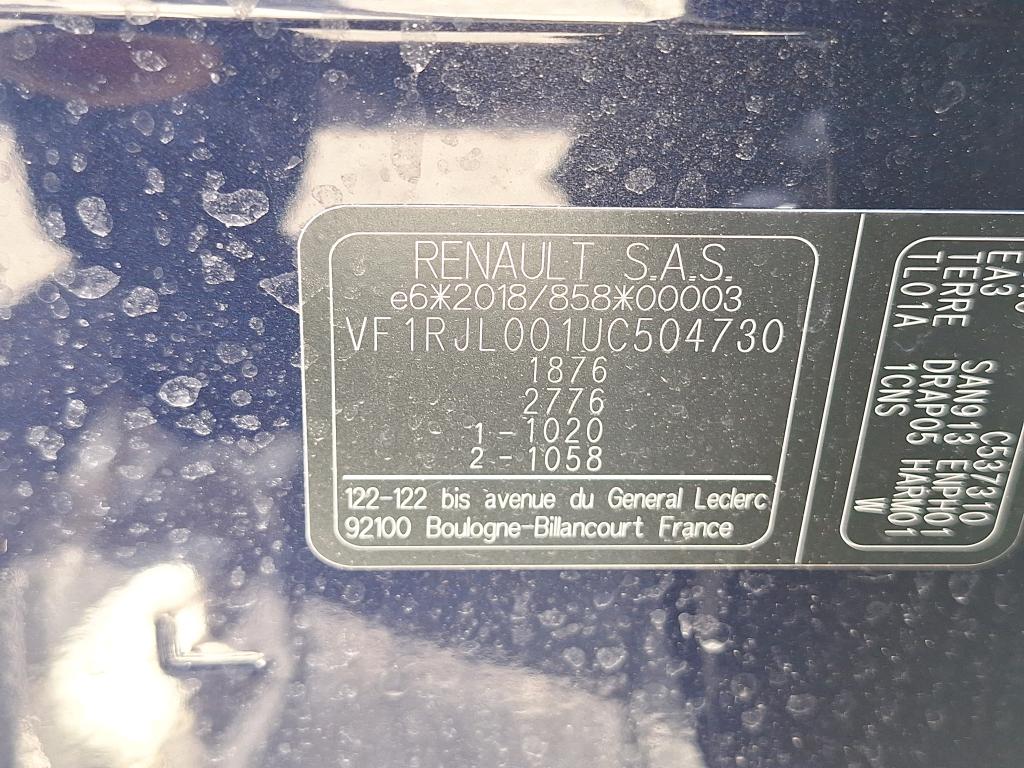 RENAULT S.A.S.
e6*2018/858*00003
VF1RJL001UC504730
1876
2776
1-1020
2-1058
122-122 bis avenue du General Leclerc
92100 Boulogne-Billancourt France
EA3 C537310
TERRE SAN913 ENPH01
TL01A DRAP05 HARM01
1CNS W